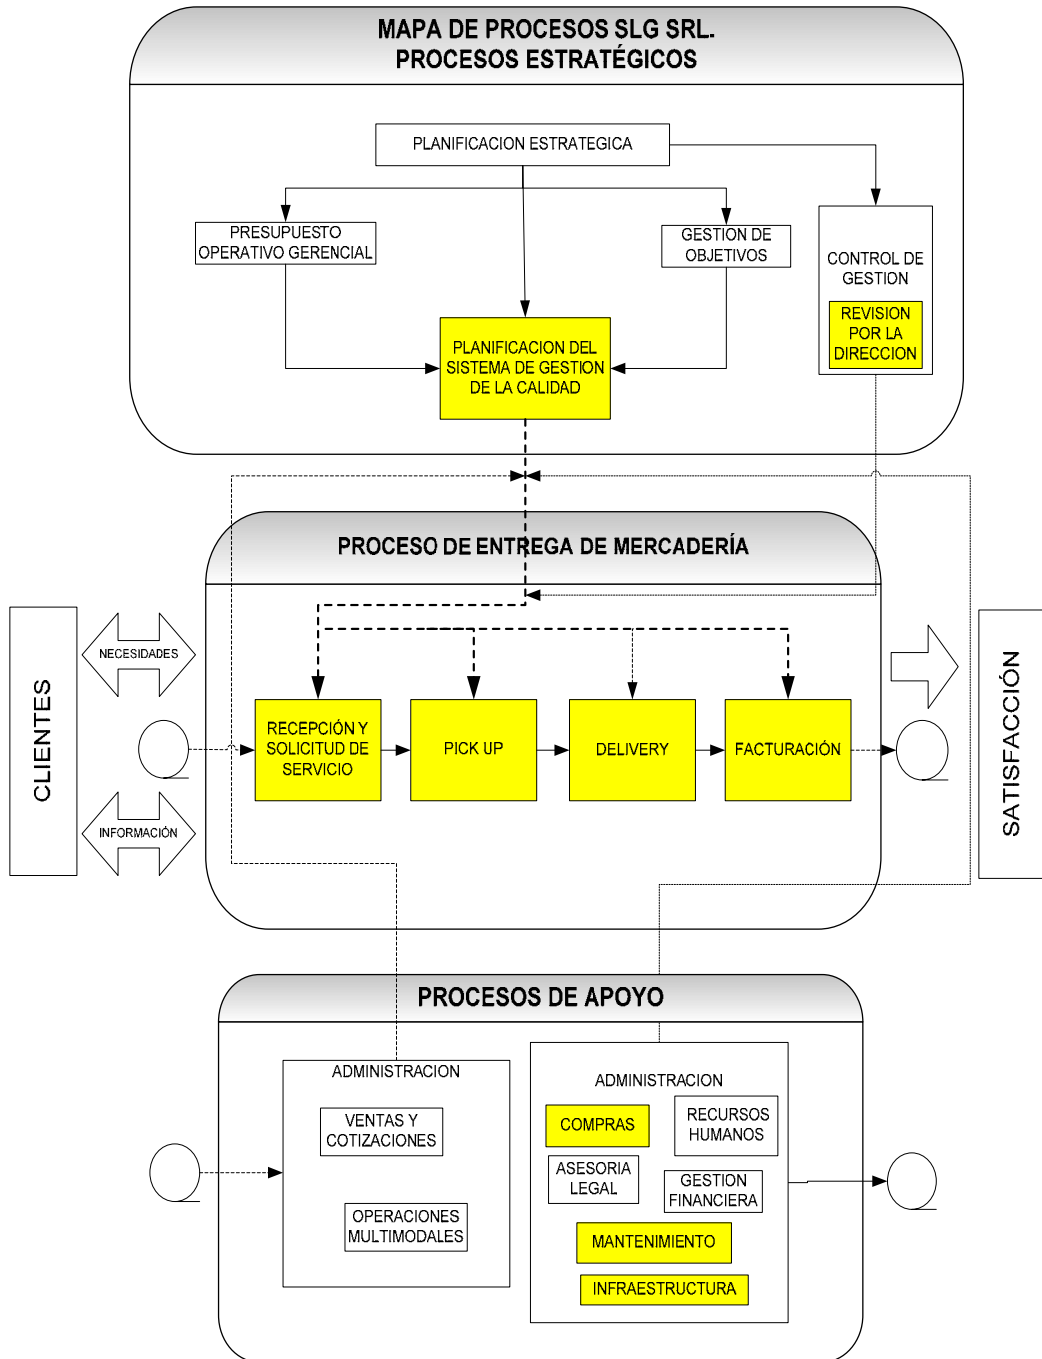 MAPA DE PROCESOS SLG SRL.
PROCESOS ESTRATÉGICOS
PLANIFICACION ESTRATEGICA
PRESUPUESTO
OPERATIVO GERENCIAL
GESTION DE
OBJETIVOS
CONTROL DE
GESTION
REVISION
POR LA
DIRECCION
PLANIFICACION DEL
SISTEMA DE GESTION
DE LA CALIDAD
PROCESO DE ENTREGA DE MERCADERÍA
CLIENTES
NECESIDADES
INFORMACIÓN
RECEPCIÓN Y
SOLICITUD DE
SERVICIO
PICK UP
DELIVERY
FACTURACIÓN
SATISFACCIÓN
PROCESOS DE APOYO
ADMINISTRACION
VENTAS Y
COTIZACIONES
OPERACIONES
MULTIMODALES
ADMINISTRACION
COMPRAS
RECURSOS
HUMANOS
ASESORIA
LEGAL
GESTION
FINANCIERA
MANTENIMIENTO
INFRAESTRUCTURA